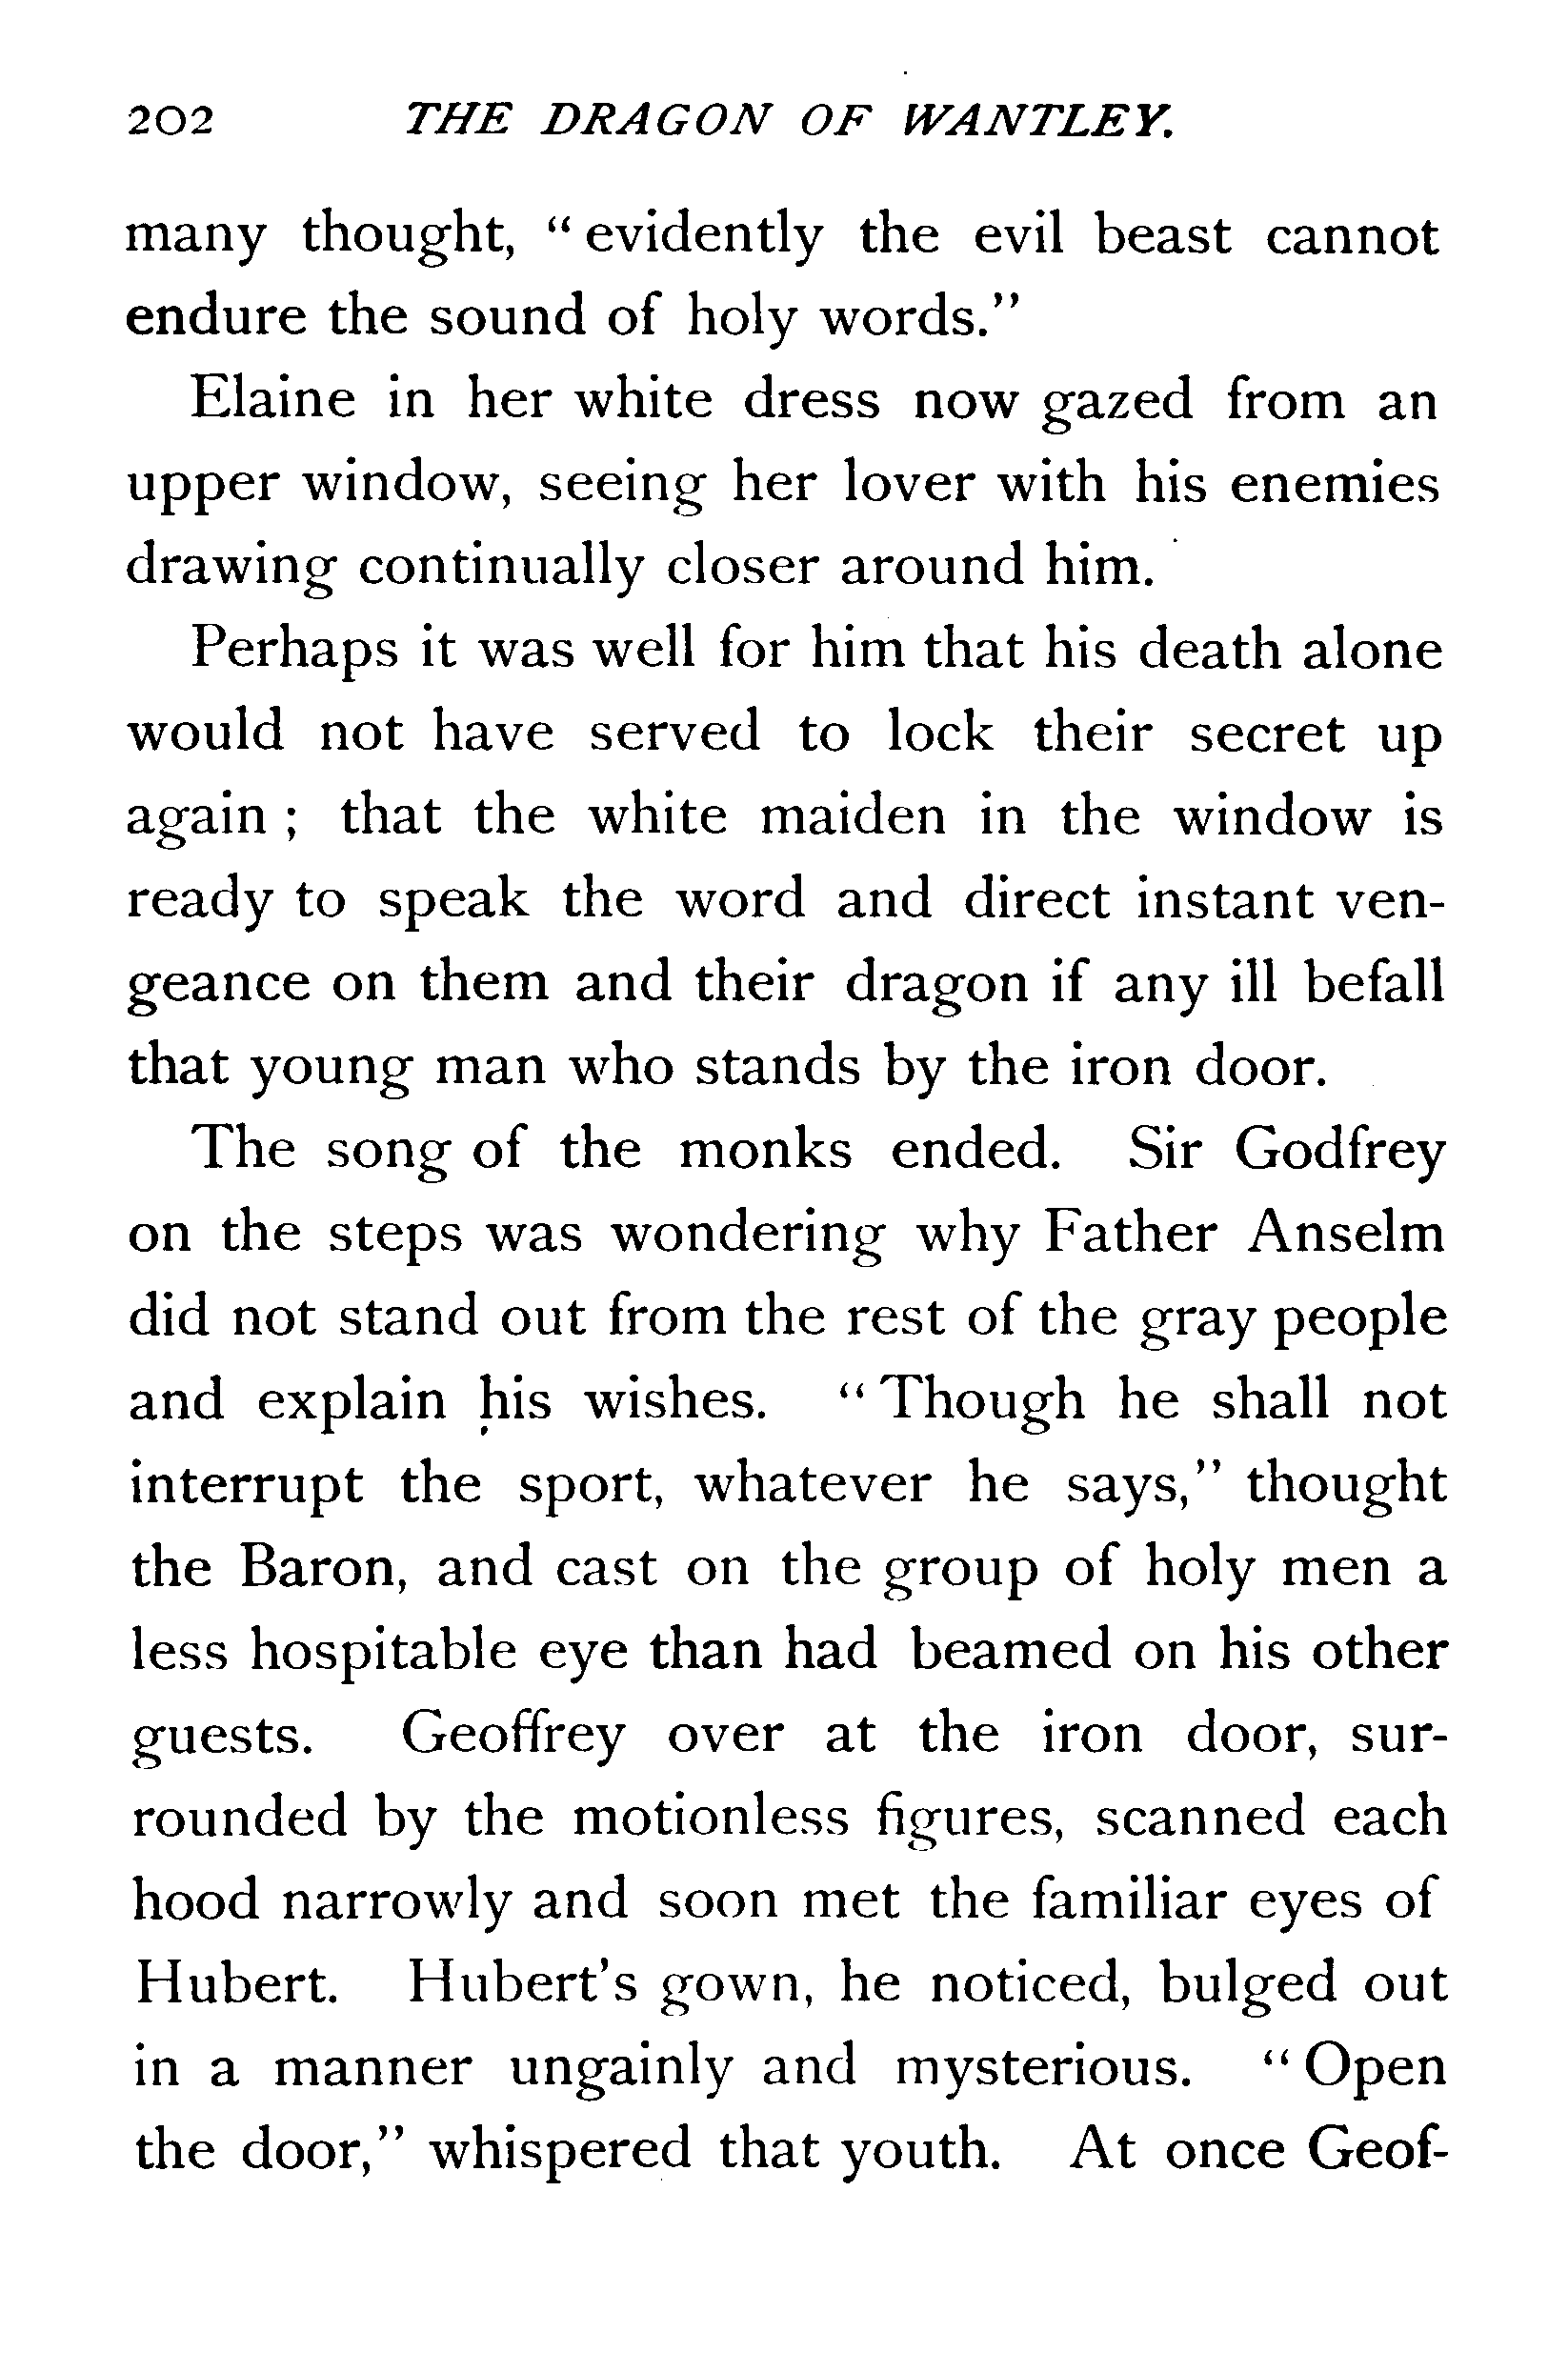 202 THE DRAGON OF WANTLEY.
many thought, “evidently the evil beast cannot
endure the sound of holy words.”
Elaine in her white dress now gazed from an
upper window, seeing her lover with his enemies
drawing continually closer around him.
Perhaps it was well for him that his death alone
would not have served to lock their secret up
again ; that the white maiden in the window is
ready to speak the word and direct instant ven-
geance on them and their dragon if any ill befall
that young man who stands by the iron door.
The song of the monks ended. Sir Godfrey
on the steps was wondering why Father Anselm
did not stand out from the rest of the gray people
and explain his wishes. “Though he shall not
interrupt the sport, whatever he says,” thought
the Baron, and cast on the group of holy men a
less hospitable eye than had beamed on his other
guests. Geoffrey over at the iron door, sur-
rounded by the motionless figures, scanned each
hood narrowly and soon met the familiar eyes of
Hubert. Hubert’s gown, he noticed, bulged out
in a manner ungainly and mysterious. “Open
the door,” whispered that youth. At once Geof-